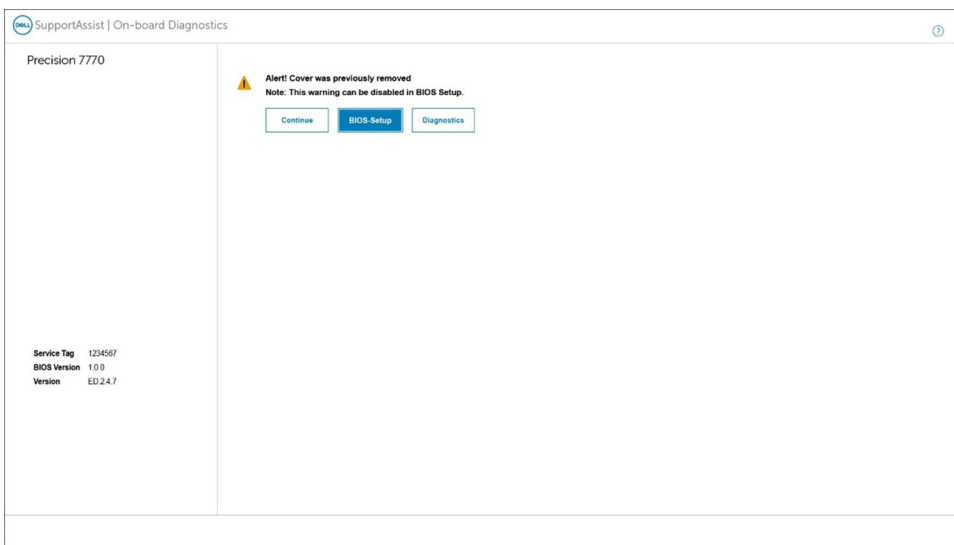 DELL SupportAssist | On-board Diagnostics
?
Precision 7770
Alert! Cover was previously removed
Note: This warning can be disabled in BIOS Setup.
Continue BIOS-Setup Diagnostics
Service Tag 1234567
BIOS Version 1.0.0
Version ED.2.4.7